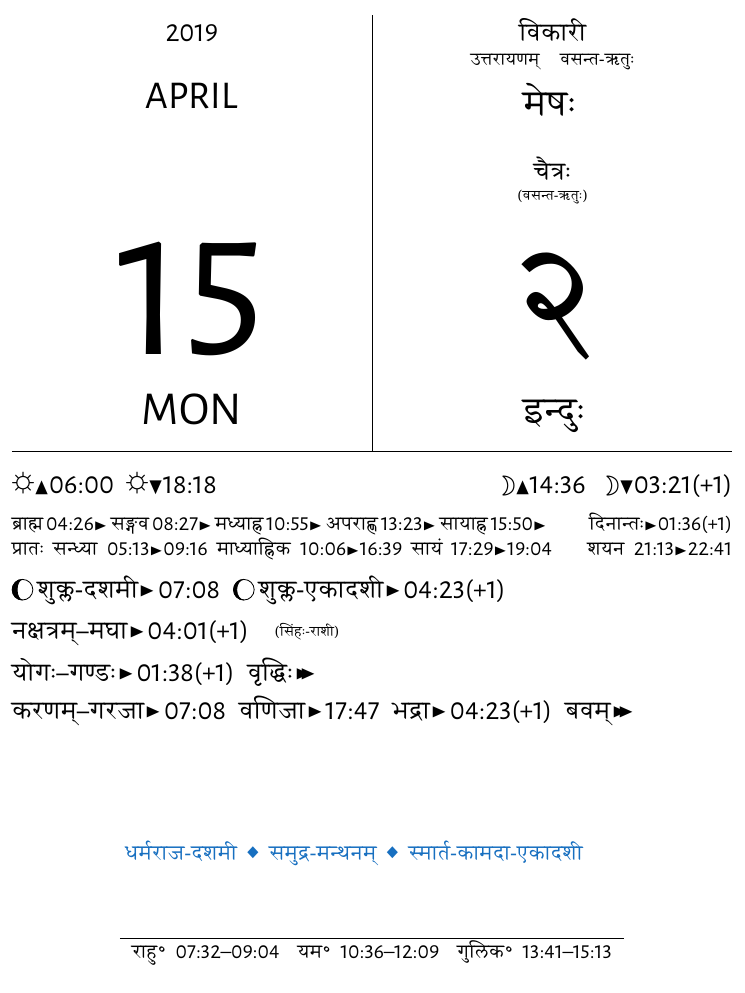 2019
APRIL
15
MON
विकारी
उत्तरायणम् वसन्त-ऋतुः
मेषः
चैत्रः
(वसन्त-ऋतुः)
२
इन्दुः
☼▲06:00 ☼▼18:18 ☽▲14:36 ☽▼03:21(+1)
ब्राह्म 04:26► सङ्गव 08:27► मध्याह्न 10:55► अपराह्ण 13:23► सायाह्न 15:50► दिनान्तः►01:36(+1)
प्रातः सन्ध्या 05:13►09:16 माध्याह्निक 10:06►16:39 सायं 17:29►19:04 शयन 21:13►22:41
शुक्ल-दशमी► 07:08 शुक्ल-एकादशी► 04:23(+1)
नक्षत्रम्–मघा► 04:01(+1) (सिंहः-राशी)
योगः–गण्डः► 01:38(+1) वृद्धिः►►
करणम्–गरजा► 07:08 वणिजा►17:47 भद्रा► 04:23(+1) बवम्►►
धर्मराज-दशमी ◆ समुद्र-मन्थनम् ◆ स्मार्त-कामदा-एकादशी
राहु॰ 07:32–09:04 यम॰ 10:36–12:09 गुलिक॰ 13:41–15:13